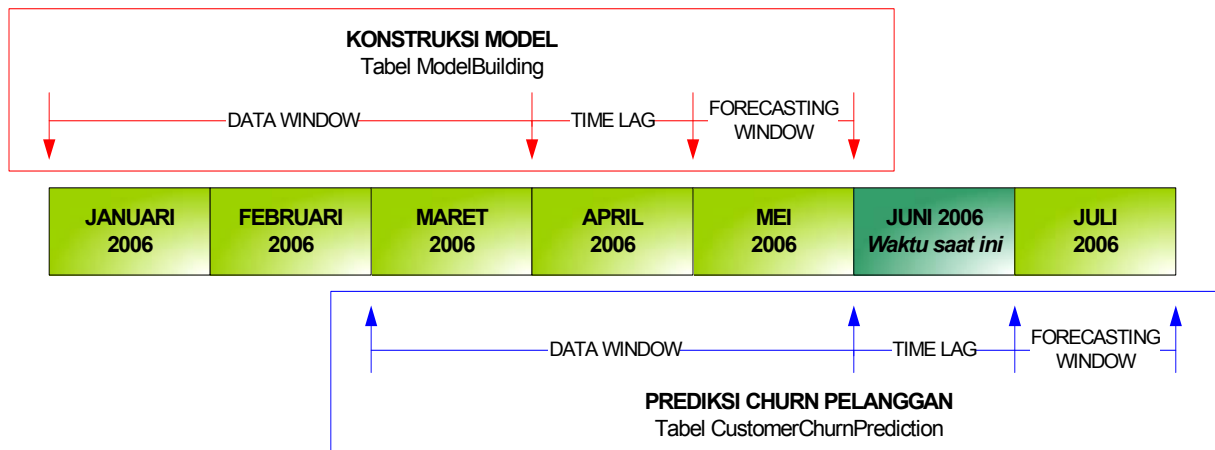 KONSTRUKSI MODEL
Tabel ModelBuilding
DATA WINDOW
TIME LAG
FORECASTING
WINDOW
JANUARI
2006
FEBRUARI
2006
MARET
2006
APRIL
2006
MEI
2006
JUNI 2006
Waktu saat ini
JULI
2006
DATA WINDOW
TIME LAG
FORECASTING
WINDOW
PREDIKSI CHURN PELANGGAN
Tabel CustomerChurnPrediction